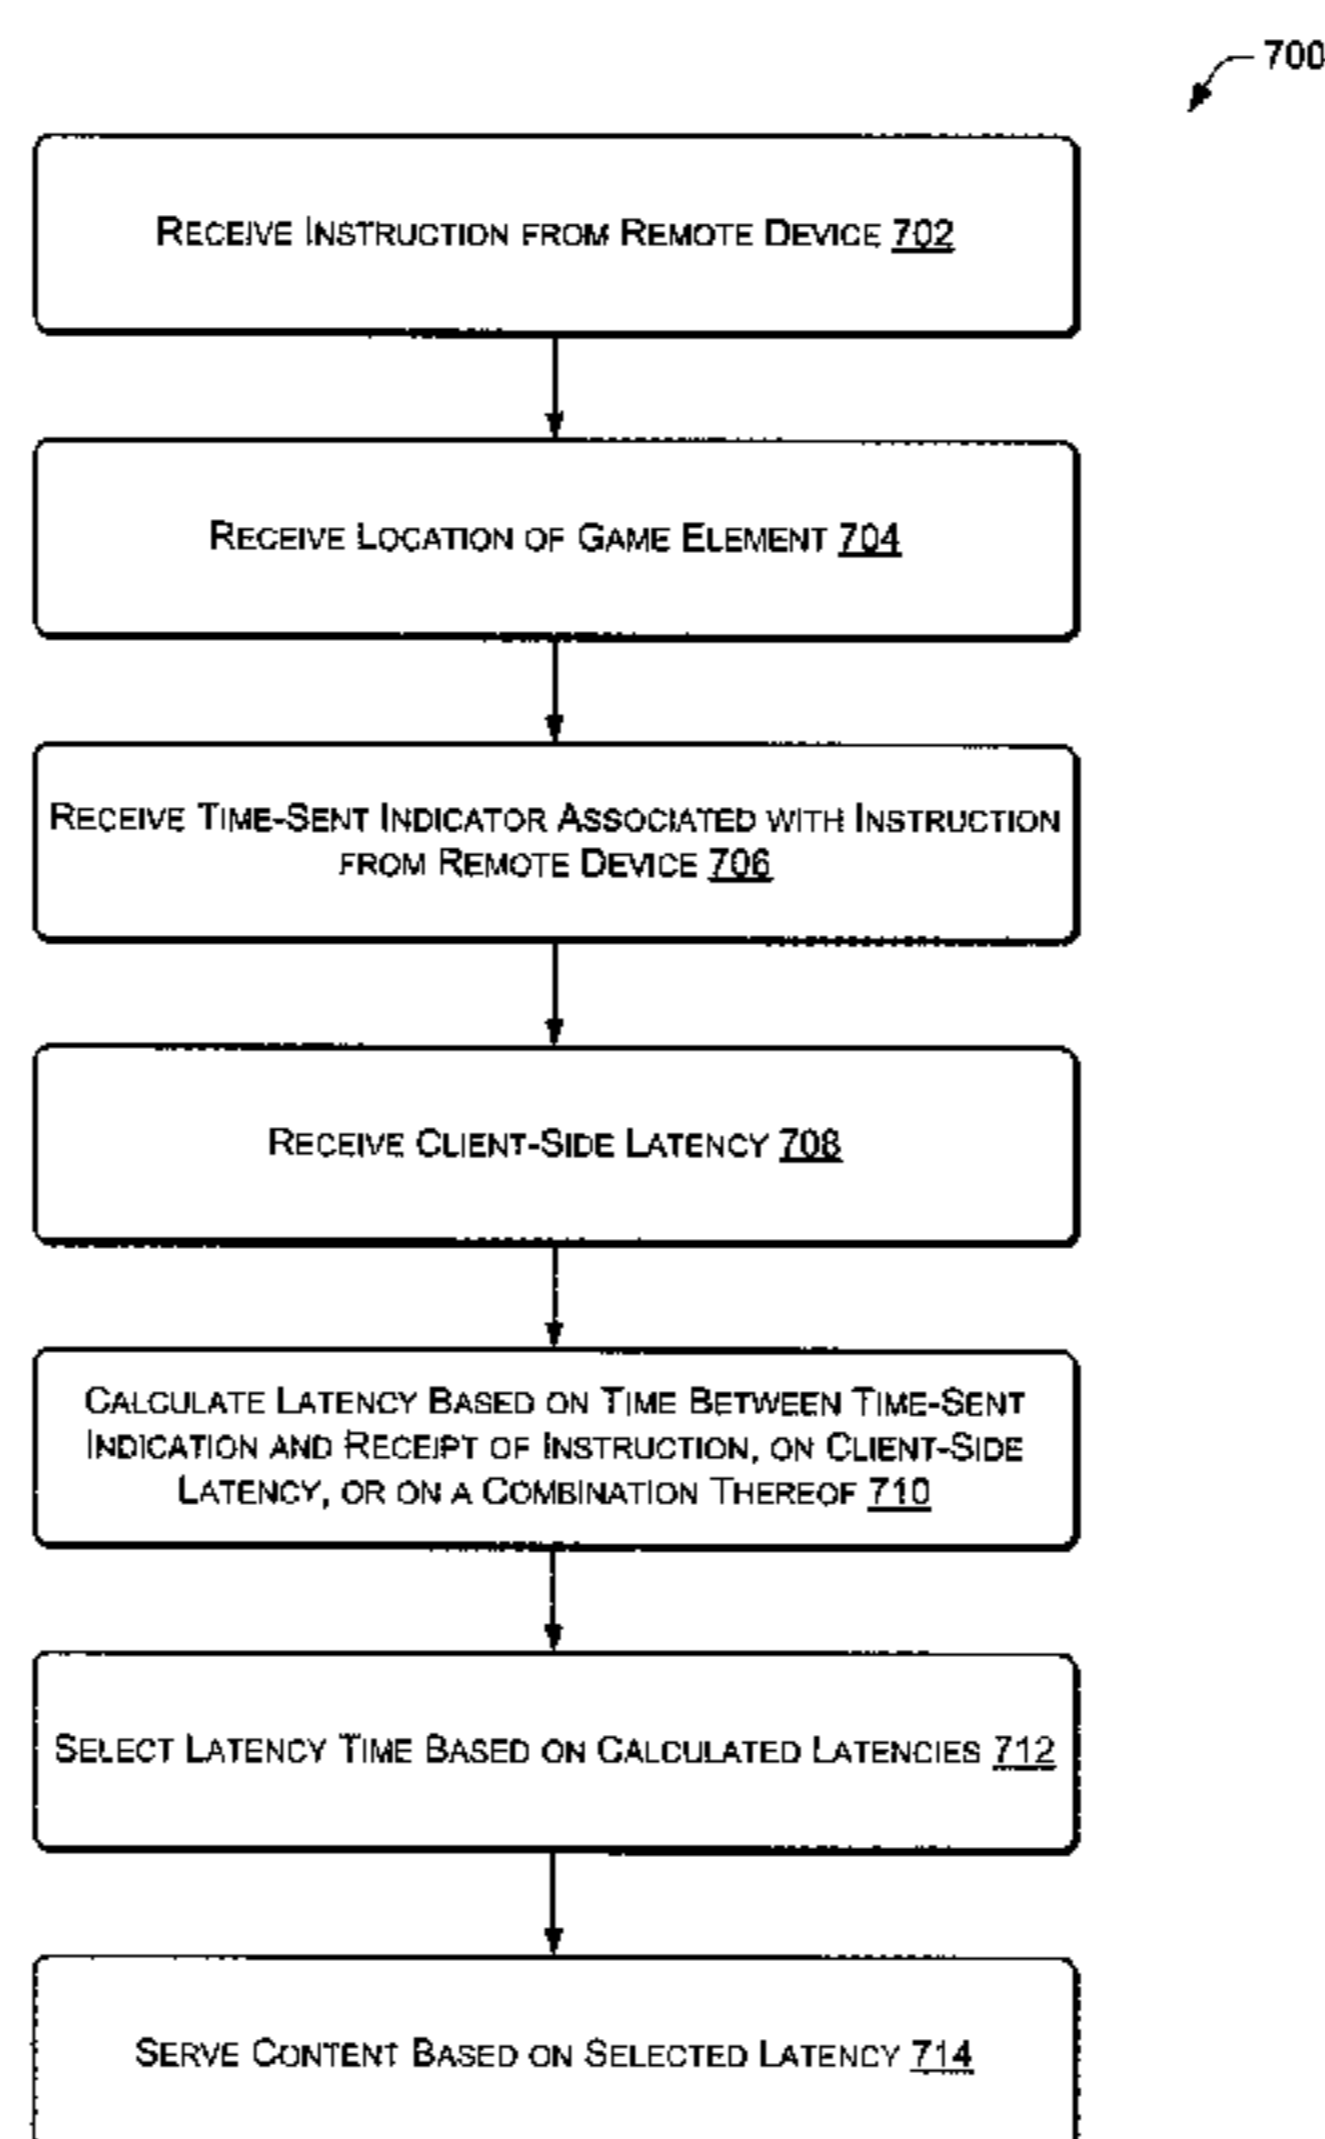 700
RECEIVE INSTRUCTION FROM REMOTE DEVICE 702
RECEIVE LOCATION OF GAME ELEMENT 704
RECEIVE TIME-SENT INDICATOR ASSOCIATED WITH INSTRUCTION
FROM REMOTE DEVICE 706
RECEIVE CLIENT-SIDE LATENCY 708
CALCULATE LATENCY BASED ON TIME BETWEEN TIME-SENT
INDICATION AND RECEIPT OF INSTRUCTION, ON CLIENT-SIDE
LATENCY, OR ON A COMBINATION THEREOF 710
SELECT LATENCY TIME BASED ON CALCULATED LATENCIES 712
SERVE CONTENT BASED ON SELECTED LATENCY 714